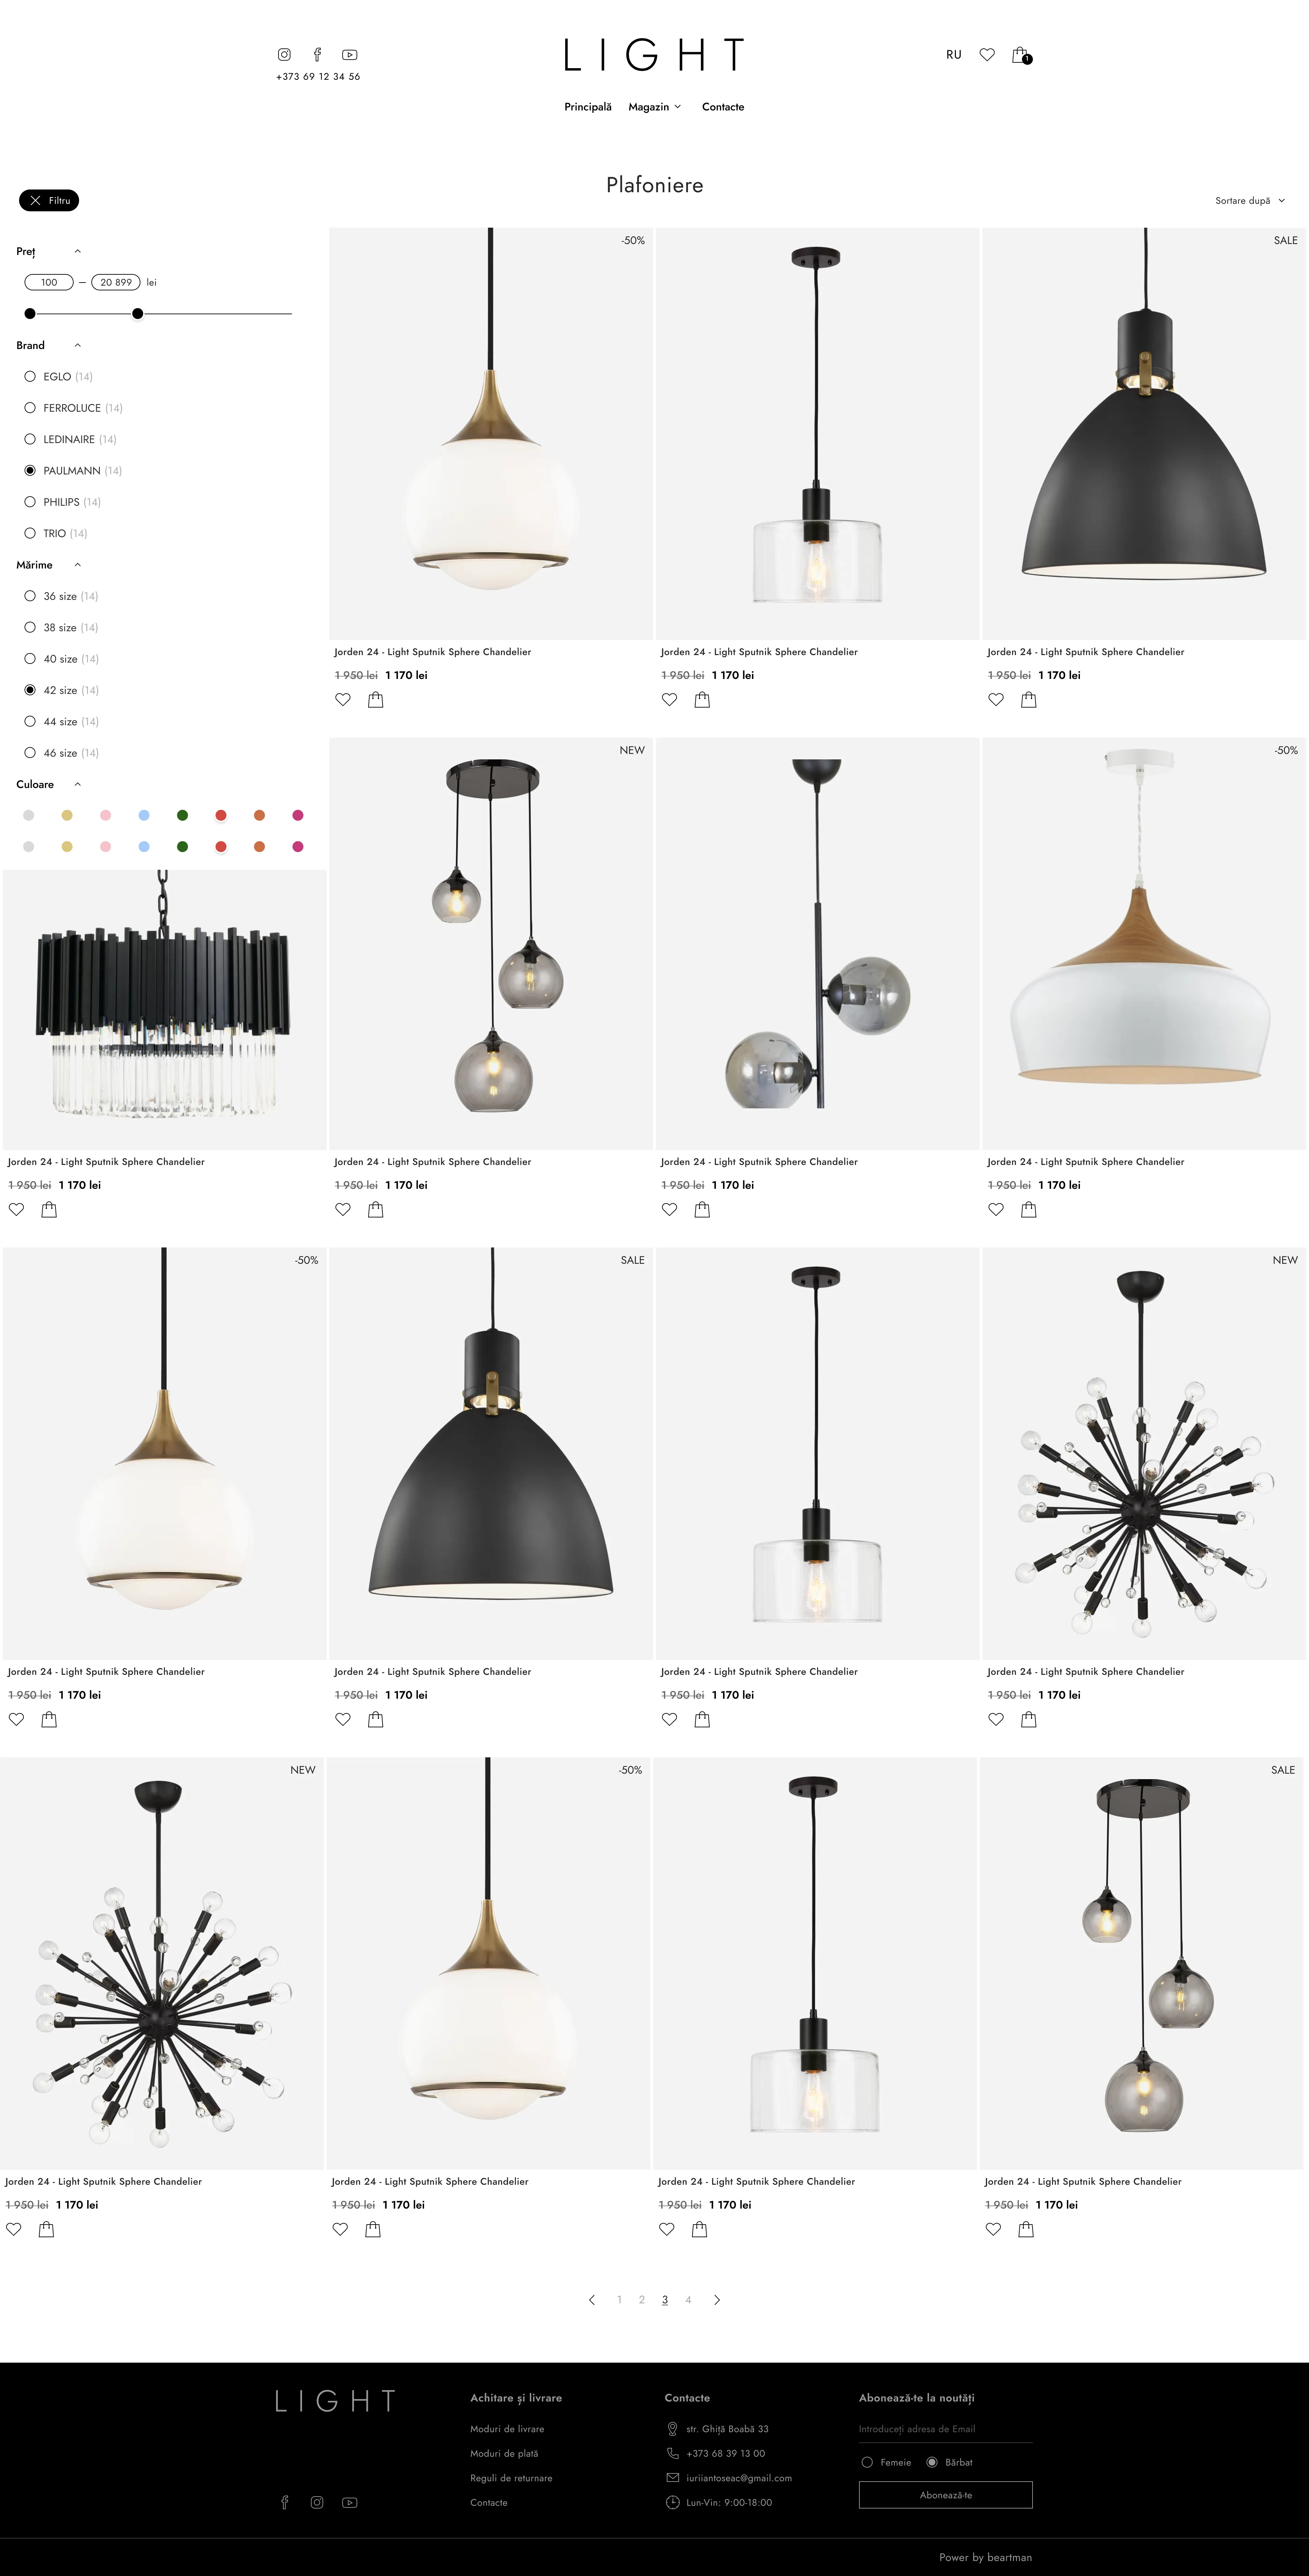 LIGHT
RU
1
+373 69 12 34 56
Principală Magazin Contacte
Plafoniere
Filtru
Sortare după
Preț
100 – 20 899 lei
Brand
EGLO (14)
FERROLUCE (14)
LEDINAIRE (14)
PAULMANN (14)
PHILIPS (14)
TRIO (14)
Mărime
36 size (14)
38 size (14)
40 size (14)
42 size (14)
44 size (14)
46 size (14)
Culoare
-50%
Jorden 24 - Light Sputnik Sphere Chandelier
1 950 lei 1 170 lei
Jorden 24 - Light Sputnik Sphere Chandelier
1 950 lei 1 170 lei
SALE
Jorden 24 - Light Sputnik Sphere Chandelier
1 950 lei 1 170 lei
Jorden 24 - Light Sputnik Sphere Chandelier
1 950 lei 1 170 lei
NEW
Jorden 24 - Light Sputnik Sphere Chandelier
1 950 lei 1 170 lei
Jorden 24 - Light Sputnik Sphere Chandelier
1 950 lei 1 170 lei
-50%
Jorden 24 - Light Sputnik Sphere Chandelier
1 950 lei 1 170 lei
-50%
Jorden 24 - Light Sputnik Sphere Chandelier
1 950 lei 1 170 lei
SALE
Jorden 24 - Light Sputnik Sphere Chandelier
1 950 lei 1 170 lei
Jorden 24 - Light Sputnik Sphere Chandelier
1 950 lei 1 170 lei
NEW
Jorden 24 - Light Sputnik Sphere Chandelier
1 950 lei 1 170 lei
NEW
Jorden 24 - Light Sputnik Sphere Chandelier
1 950 lei 1 170 lei
-50%
Jorden 24 - Light Sputnik Sphere Chandelier
1 950 lei 1 170 lei
Jorden 24 - Light Sputnik Sphere Chandelier
1 950 lei 1 170 lei
SALE
Jorden 24 - Light Sputnik Sphere Chandelier
1 950 lei 1 170 lei
1 2 3 4
LIGHT
Achitare și livrare
Moduri de livrare
Moduri de plată
Reguli de returnare
Contacte
Contacte
str. Ghiță Boabă 33
+373 68 39 13 00
iuriiantoseac@gmail.com
Lun-Vin: 9:00-18:00
Abonează-te la noutăți
Introduceți adresa de Email
Femeie Bărbat
Abonează-te
Power by beartman